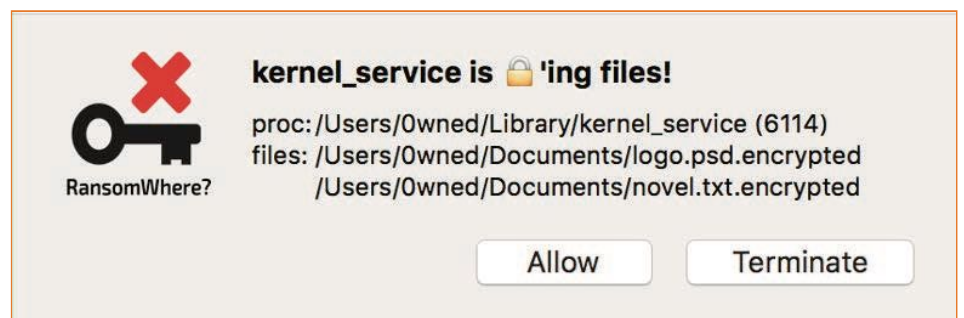 kernel_service is 🔒'ing files!
proc: /Users/0wned/Library/kernel_service (6114)
files: /Users/0wned/Documents/logo.psd.encrypted
/Users/0wned/Documents/novel.txt.encrypted
RansomWhere?
Allow
Terminate